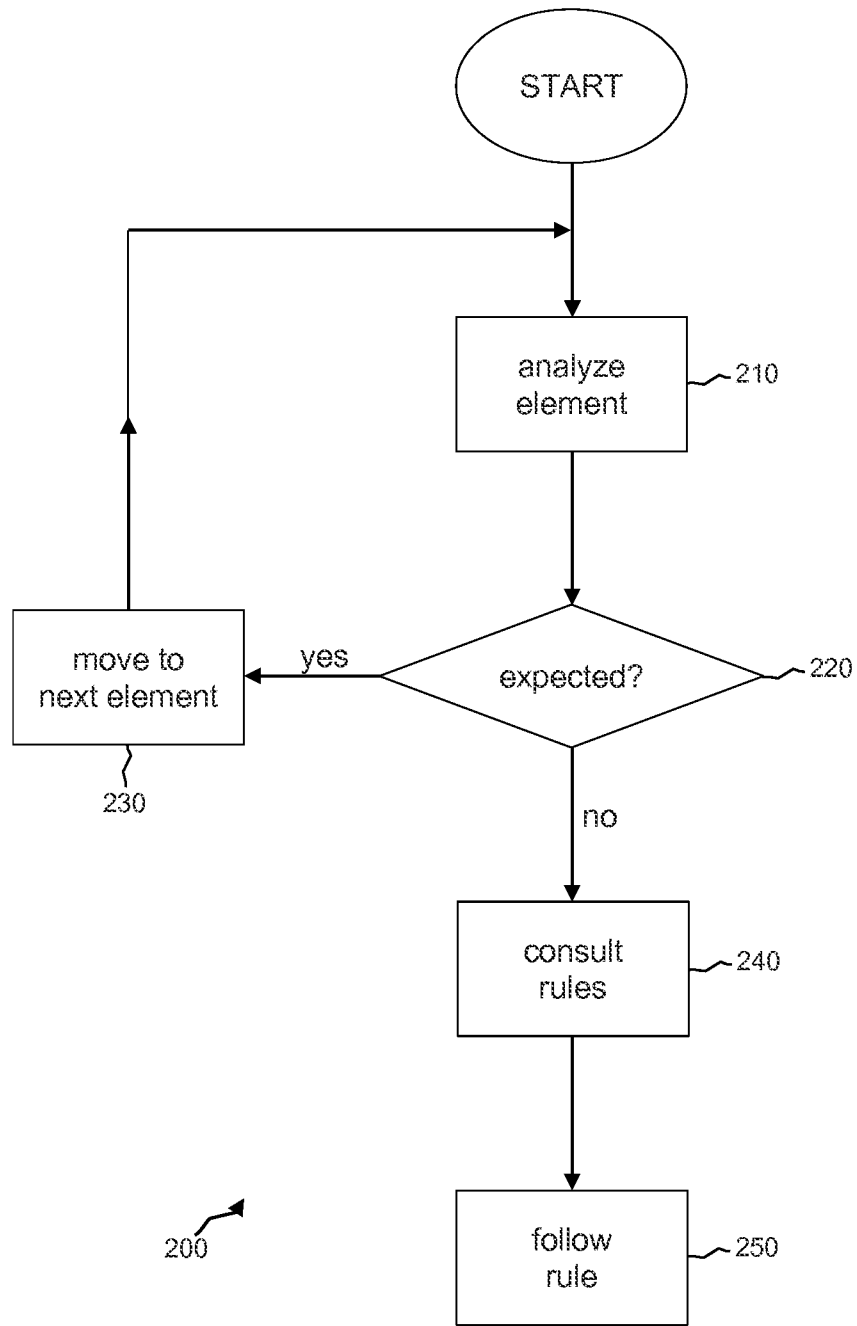 START
analyze
element
210
yes
expected?
220
move to
next element
230
no
consult
rules
240
200
follow
rule
250